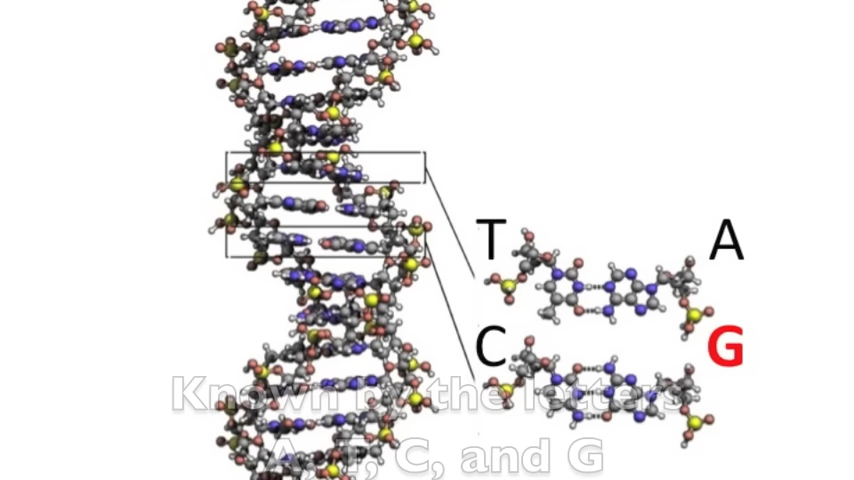 T A
C G
Known by the letters
A, T, C, and G